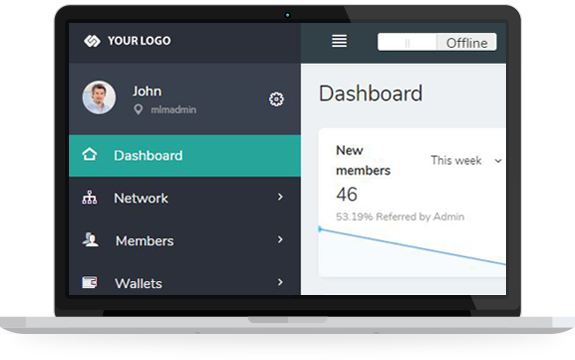 YOUR LOGO
Offline
John
mlmadmin
Dashboard
Dashboard
Network
Members
Wallets
New
members
This week
46
53.19% Referred by Admin